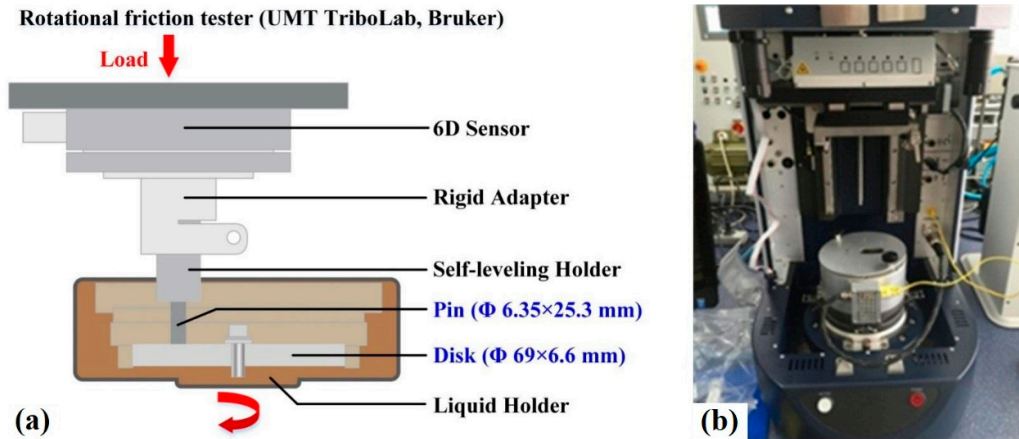 Rotational friction tester (UMT TriboLab, Bruker)
Load
6D Sensor
Rigid Adapter
Self-leveling Holder
Pin (Φ 6.35×25.3 mm)
Disk (Φ 69×6.6 mm)
Liquid Holder
(a)
(b)